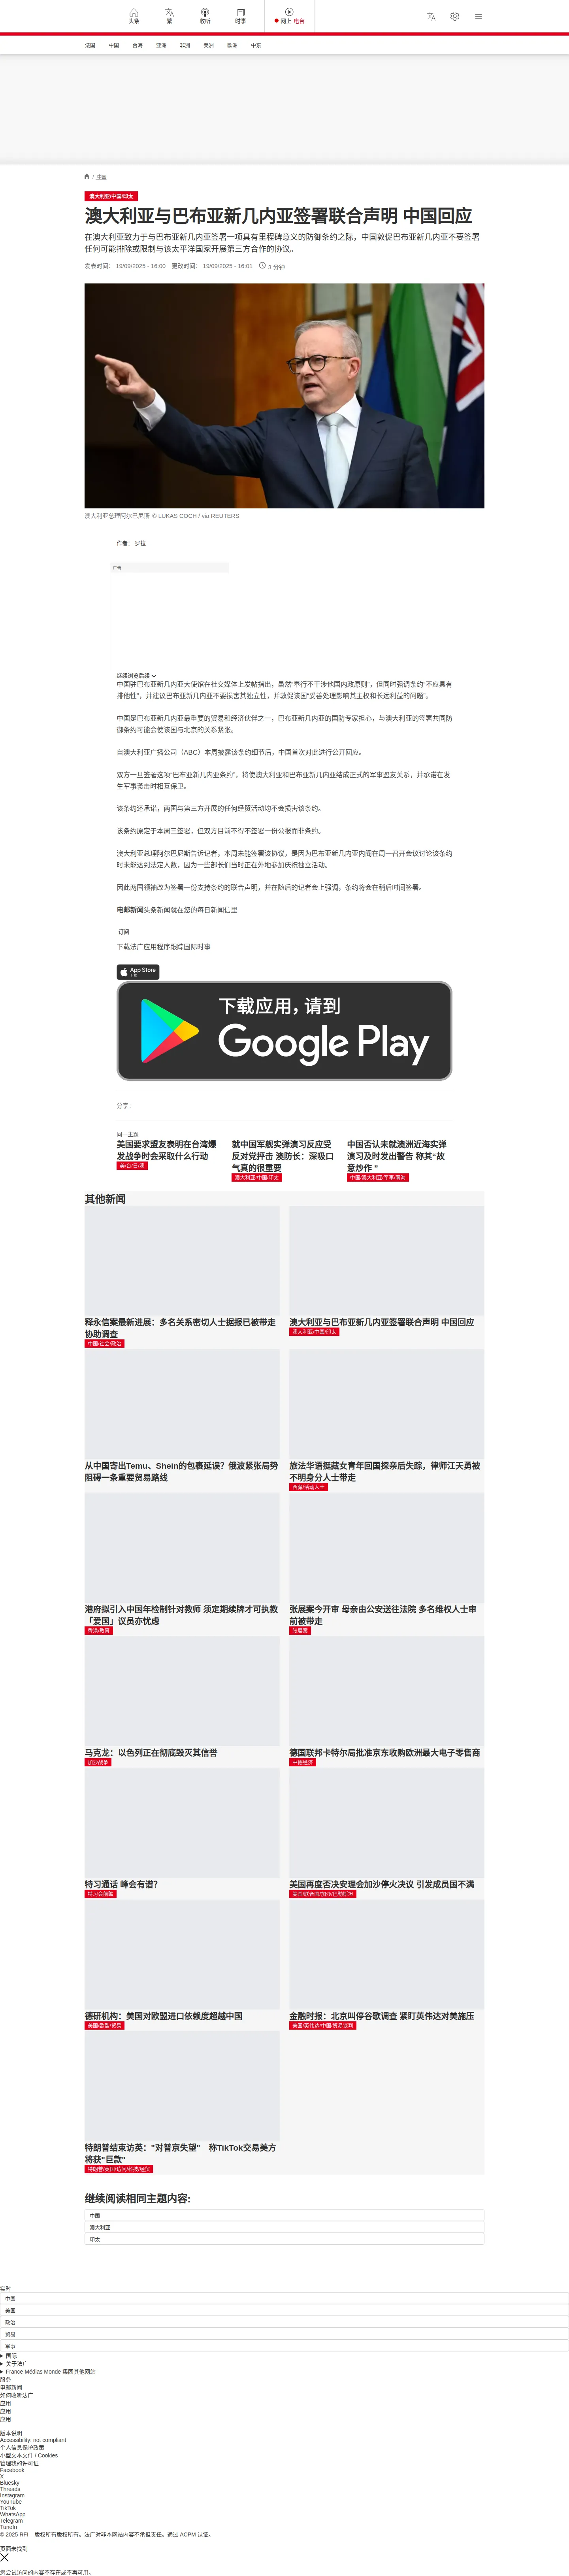 头条
繁
收听
时事
网上 电台
法国
中国
台海
亚洲
非洲
美洲
欧洲
中东
/ 中国
澳大利亚/中国/印太
澳大利亚与巴布亚新几内亚签署联合声明 中国回应
在澳大利亚致力于与巴布亚新几内亚签署一项具有里程碑意义的防御条约之际，中国敦促巴布亚新几内亚不要签署
任何可能排除或限制与该太平洋国家开展第三方合作的协议。
发表时间： 19/09/2025 - 16:00 更改时间： 19/09/2025 - 16:01 3 分钟
澳大利亚总理阿尔巴尼斯 © LUKAS COCH / via REUTERS
作者： 罗拉
广告
继续浏览后续
中国驻巴布亚新几内亚大使馆在社交媒体上发帖指出，虽然“奉行不干涉他国内政原则”，但同时强调条约“不应具有
排他性”，并建议巴布亚新几内亚不要损害其独立性，并敦促该国“妥善处理影响其主权和长远利益的问题”。
中国是巴布亚新几内亚最重要的贸易和经济伙伴之一，巴布亚新几内亚的国防专家担心，与澳大利亚的签署共同防
御条约可能会使该国与北京的关系紧张。
自澳大利亚广播公司（ABC）本周披露该条约细节后，中国首次对此进行公开回应。
双方一旦签署这项“巴布亚新几内亚条约”，将使澳大利亚和巴布亚新几内亚结成正式的军事盟友关系，并承诺在发
生军事袭击时相互保卫。
该条约还承诺，两国与第三方开展的任何经贸活动均不会损害该条约。
该条约原定于本周三签署，但双方目前不得不签署一份公报而非条约。
澳大利亚总理阿尔巴尼斯告诉记者，本周未能签署该协议，是因为巴布亚新几内亚内阁在周一召开会议讨论该条约
时未能达到法定人数，因为一些部长们当时正在外地参加庆祝独立活动。
因此两国领袖改为签署一份支持条约的联合声明，并在随后的记者会上强调，条约将会在稍后时间签署。
电邮新闻头条新闻就在您的每日新闻信里
订阅
下载法广应用程序跟踪国际时事
App Store
下载
下载应用，请到
Google Play
分享 :
同一主题
美国要求盟友表明在台湾爆
发战争时会采取什么行动
美/台/日/澳
就中国军舰实弹演习反应受
反对党抨击 澳防长：深吸口
气真的很重要
澳大利亚/中国/印太
中国否认未就澳洲近海实弹
演习及时发出警告 称其“故
意炒作 ”
中国/澳大利亚/军事/南海
其他新闻
释永信案最新进展：多名关系密切人士据报已被带走
协助调查
中国/社会/政治
澳大利亚与巴布亚新几内亚签署联合声明 中国回应
澳大利亚/中国/印太
从中国寄出Temu、Shein的包裹延误？俄波紧张局势
阻碍一条重要贸易路线
旅法华语挺藏女青年回国探亲后失踪，律师江天勇被
不明身分人士带走
西藏/活动人士
港府拟引入中国年检制针对教师 须定期续牌才可执教
「爱国」议员亦忧虑
香港/教育
张展案今开审 母亲由公安送往法院 多名维权人士审
前被带走
张展案
马克龙：以色列正在彻底毁灭其信誉
加沙战争
德国联邦卡特尔局批准京东收购欧洲最大电子零售商
中德经济
特习通话 峰会有谱？
特习会前瞻
美国再度否决安理会加沙停火决议 引发成员国不满
美国/联合国/加沙/巴勒斯坦
德研机构：美国对欧盟进口依赖度超越中国
美国/欧盟/贸易
金融时报：北京叫停谷歌调查 紧盯英伟达对美施压
美国/英伟达/中国/贸易谈判
特朗普结束访英："对普京失望" 称TikTok交易美方
将获"巨款"
特朗普/英国/访问/科技/经贸
继续阅读相同主题内容:
中国
澳大利亚
印太
实时
中国
美国
政治
贸易
军事
国际
关于法广
France Médias Monde 集团其他网站
服务
电邮新闻
如何收听法广
应用
应用
应用
版本说明
Accessibility: not compliant
个人信息保护政策
小型文本文件 / Cookies
管理我的许可证
Facebook
X
Bluesky
Threads
Instagram
YouTube
TikTok
WhatsApp
Telegram
TuneIn
© 2025 RFI – 版权所有版权所有。法广对非本网站内容不承担责任。通过 ACPM 认证。
页面未找到
您尝试访问的内容不存在或不再可用。